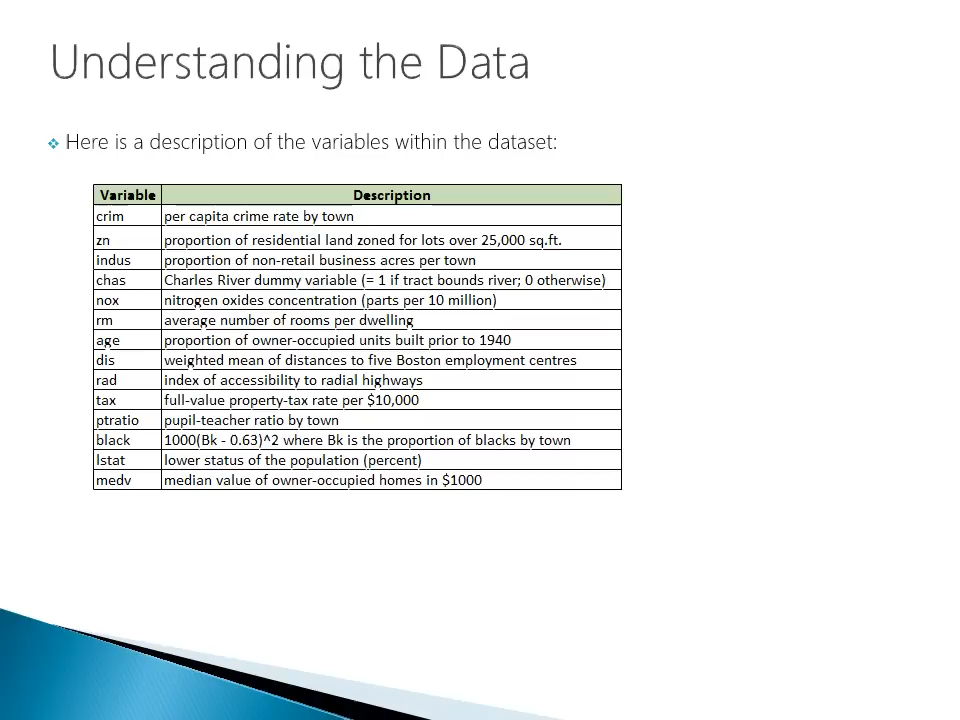 Understanding the Data
Here is a description of the variables within the dataset:
Variable Description
crim per capita crime rate by town
zn proportion of residential land zoned for lots over 25,000 sq.ft.
indus proportion of non-retail business acres per town
chas Charles River dummy variable (= 1 if tract bounds river; 0 otherwise)
nox nitrogen oxides concentration (parts per 10 million)
rm average number of rooms per dwelling
age proportion of owner-occupied units built prior to 1940
dis weighted mean of distances to five Boston employment centres
rad index of accessibility to radial highways
tax full-value property-tax rate per $10,000
ptratio pupil-teacher ratio by town
black 1000(Bk - 0.63)^2 where Bk is the proportion of blacks by town
lstat lower status of the population (percent)
medv median value of owner-occupied homes in $1000